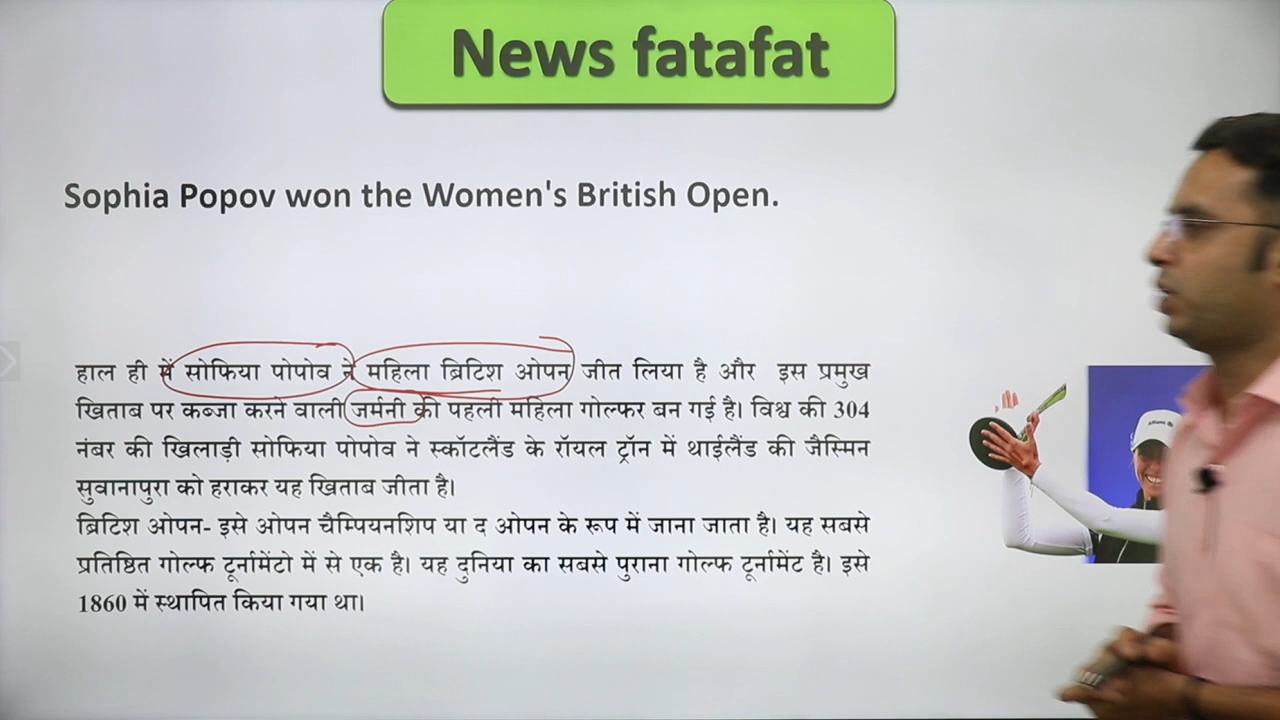 News fatafat
Sophia Popov won the Women's British Open.
हाल ही में सोफिया पोपोव ने महिला ब्रिटिश ओपन जीत लिया है और इस प्रमुख
खिताब पर कब्जा करने वाली जर्मनी की पहली महिला गोल्फर बन गई है। विश्व की 304
नंबर की खिलाड़ी सोफिया पोपोव ने स्कॉटलैंड के रॉयल ट्रॉन में थाईलैंड की जैस्मिन
सुवानापुरा को हराकर यह खिताब जीता है।
ब्रिटिश ओपन- इसे ओपन चैम्पियनशिप या द ओपन के रूप में जाना जाता है। यह सबसे
प्रतिष्ठित गोल्फ टूर्नामेंटो में से एक है। यह दुनिया का सबसे पुराना गोल्फ टूर्नामेंट है। इसे
1860 में स्थापित किया गया था।
Allianz